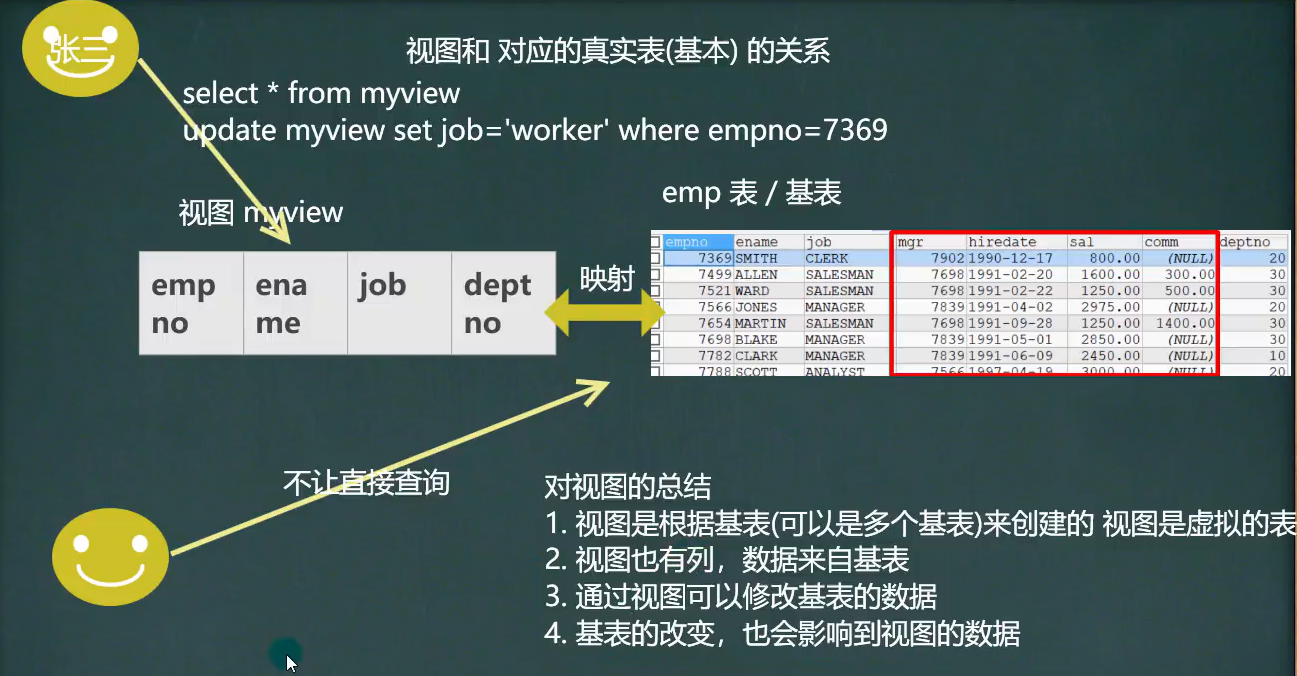 张三
视图和 对应的真实表(基本) 的关系
select * from myview
update myview set job='worker' where empno=7369
emp 表 / 基表
视图 myview
emp
no
ena
me
job
dept
no
映射
empno ename job mgr hiredate sal comm deptno
7369 SMITH CLERK 7902 1990-12-17 800.00 (NULL) 20
7499 ALLEN SALESMAN 7698 1991-02-20 1600.00 300.00 30
7521 WARD SALESMAN 7698 1991-02-22 1250.00 500.00 30
7566 JONES MANAGER 7839 1991-04-02 2975.00 (NULL) 20
7654 MARTIN SALESMAN 7698 1991-09-28 1250.00 1400.00 30
7698 BLAKE MANAGER 7839 1991-05-01 2850.00 (NULL) 30
7782 CLARK MANAGER 7839 1991-06-09 2450.00 (NULL) 10
7788 SCOTT ANALYST 7566 1997-04-19 3000.00 (NULL) 20
不让直接查询
对视图的总结
1. 视图是根据基表(可以是多个基表)来创建的 视图是虚拟的表
2. 视图也有列，数据来自基表
3. 通过视图可以修改基表的数据
4. 基表的改变，也会影响到视图的数据